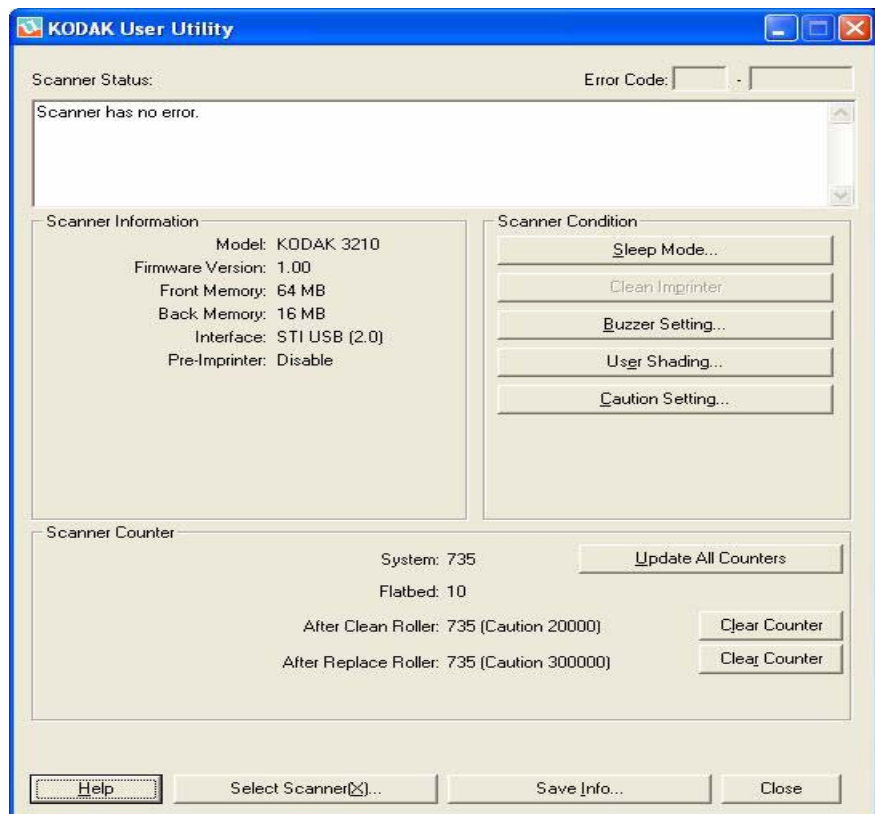 KODAK User Utility
Scanner Status:
Error Code: -
Scanner has no error.
Scanner Information
Model: KODAK 3210
Firmware Version: 1.00
Front Memory: 64 MB
Back Memory: 16 MB
Interface: STI USB (2.0)
Pre-Imprinter: Disable
Scanner Condition
Sleep Mode...
Clean Imprinter
Buzzer Setting...
User Shading...
Caution Setting...
Scanner Counter
System: 735
Update All Counters
Flatbed: 10
After Clean Roller: 735 (Caution 20000)
Clear Counter
After Replace Roller: 735 (Caution 300000)
Clear Counter
Help
Select Scanner(X)...
Save Info...
Close